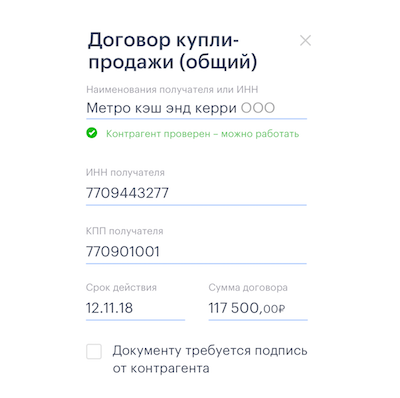 Договор купли-
продажи (общий)
Наименования получателя или ИНН
Метро кэш энд керри ООО
Контрагент проверен – можно работать
ИНН получателя
7709443277
КПП получателя
770901001
Срок действия Сумма договора
12.11.18 117 500,00₽
Документу требуется подпись
от контрагента